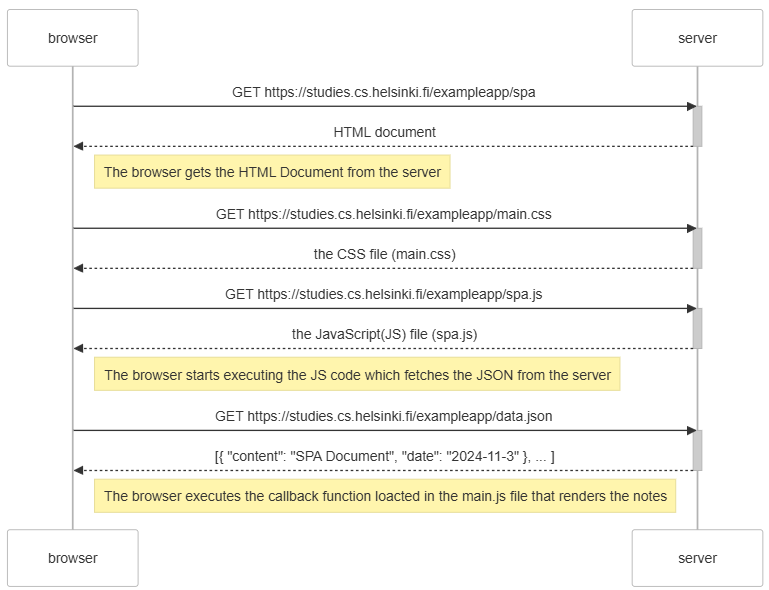 browser
server
GET https://studies.cs.helsinki.fi/exampleapp/spa
HTML document
The browser gets the HTML Document from the server
GET https://studies.cs.helsinki.fi/exampleapp/main.css
the CSS file (main.css)
GET https://studies.cs.helsinki.fi/exampleapp/spa.js
the JavaScript(JS) file (spa.js)
The browser starts executing the JS code which fetches the JSON from the server
GET https://studies.cs.helsinki.fi/exampleapp/data.json
[{ "content": "SPA Document", "date": "2024-11-3" }, ... ]
The browser executes the callback function loacted in the main.js file that renders the notes
browser
server